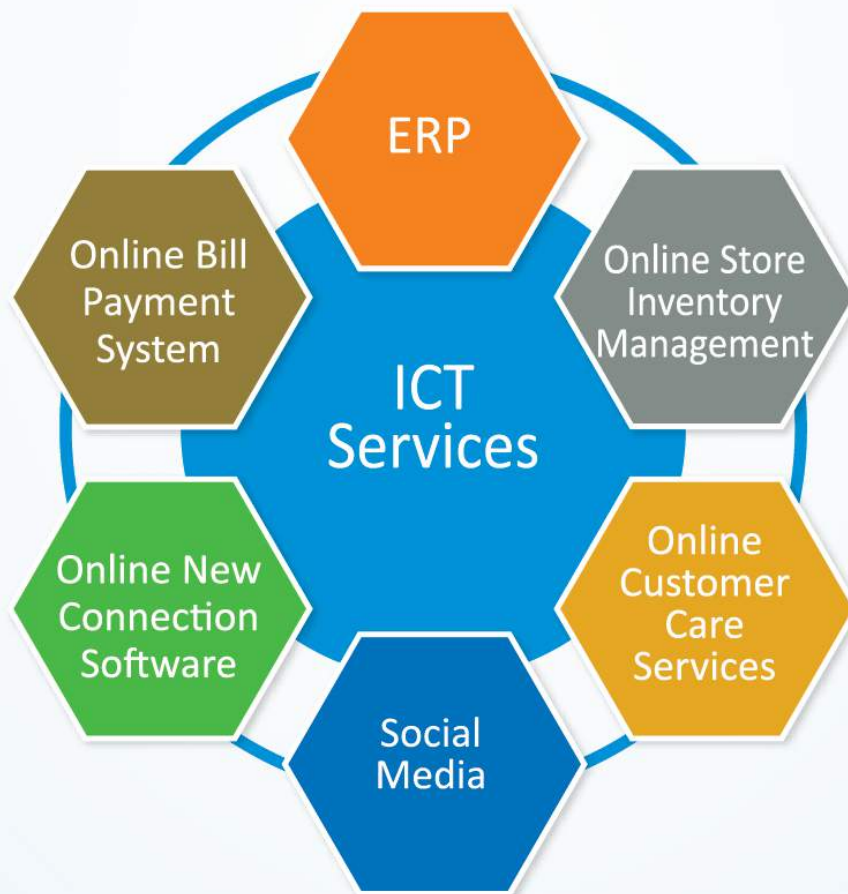 ERP
Online Bill
Payment
System
Online Store
Inventory
Management
ICT
Services
Online New
Connection
Software
Online
Customer
Care
Services
Social
Media